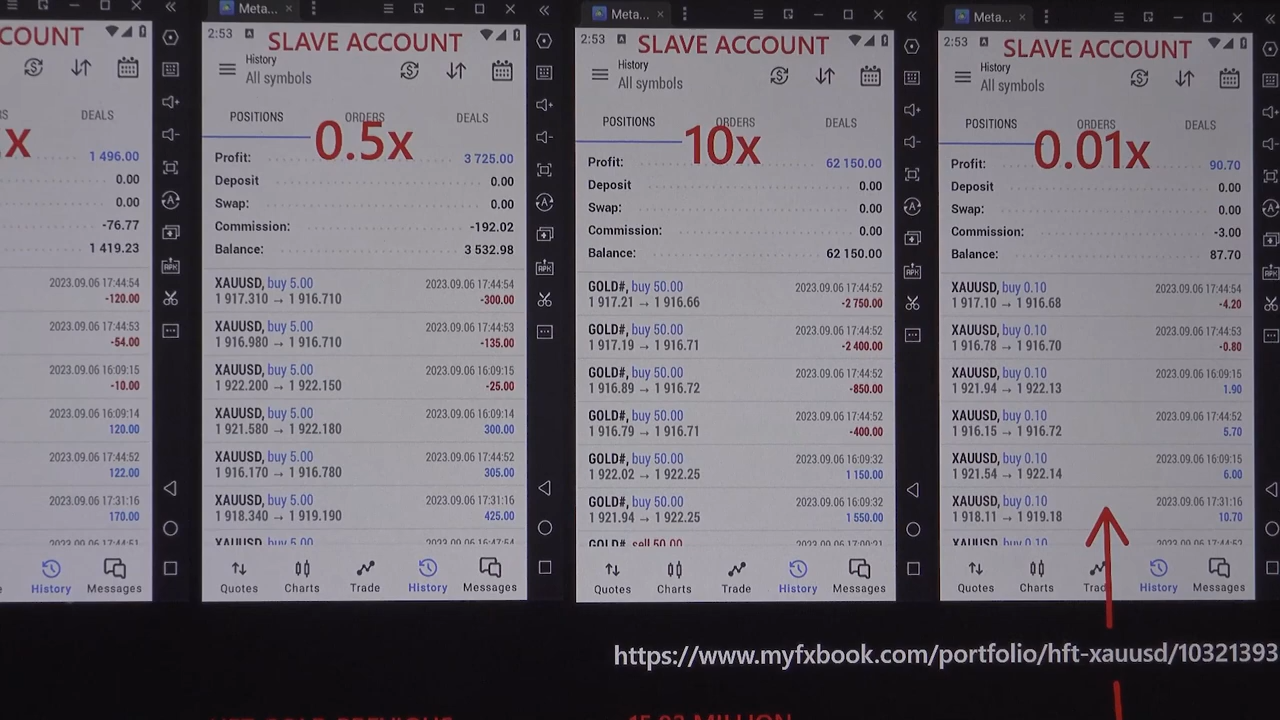 COUNT
DEALS
x
1 496.00
0.00
0.00
-76.77
1 419.23
2023.09.06 17:44:54
-120.00
2023.09.06 17:44:53
-54.00
2023.09.06 16:09:15
-10.00
2023.09.06 16:09:14
120.00
2023.09.06 17:44:52
122.00
2023.09.06 17:31:16
170.00
History
Messages
Meta...
2:53
SLAVE ACCOUNT
History
All symbols
POSITIONS
ORDERS
DEALS
0.5x
Profit: 3 725.00
Deposit 0.00
Swap: 0.00
Commission: -192.02
Balance: 3 532.98
XAUUSD, buy 5.00 2023.09.06 17:44:54
1 917.310 → 1 916.710 -300.00
XAUUSD, buy 5.00 2023.09.06 17:44:53
1 916.980 → 1 916.710 -135.00
XAUUSD, buy 5.00 2023.09.06 16:09:15
1 922.200 → 1 922.150 -25.00
XAUUSD, buy 5.00 2023.09.06 16:09:14
1 921.580 → 1 922.180 300.00
XAUUSD, buy 5.00 2023.09.06 17:44:52
1 916.170 → 1 916.780 305.00
XAUUSD, buy 5.00 2023.09.06 17:31:16
1 918.340 → 1 919.190 425.00
Quotes
Charts
Trade
History
Messages
Meta...
2:53
SLAVE ACCOUNT
History
All symbols
POSITIONS
ORDERS
DEALS
10x
Profit: 62 150.00
Deposit 0.00
Swap: 0.00
Commission: 0.00
Balance: 62 150.00
GOLD#, buy 50.00 2023.09.06 17:44:52
1 917.21 → 1 916.66 -2 750.00
GOLD#, buy 50.00 2023.09.06 17:44:52
1 917.19 → 1 916.71 -2 400.00
GOLD#, buy 50.00 2023.09.06 17:44:52
1 916.89 → 1 916.72 -850.00
GOLD#, buy 50.00 2023.09.06 17:44:52
1 916.79 → 1 916.71 -400.00
GOLD#, buy 50.00 2023.09.06 16:09:32
1 922.02 → 1 922.25 1 150.00
GOLD#, buy 50.00 2023.09.06 16:09:32
1 921.94 → 1 922.25 1 550.00
GOLD#, sell 50.00
Quotes
Charts
Trade
History
Messages
Meta...
2:53
SLAVE ACCOUNT
History
All symbols
POSITIONS
ORDERS
DEALS
0.01x
Profit: 90.70
Deposit 0.00
Swap: 0.00
Commission: -3.00
Balance: 87.70
XAUUSD, buy 0.10 2023.09.06 17:44:54
1 917.10 → 1 916.68 -4.20
XAUUSD, buy 0.10 2023.09.06 17:44:53
1 916.78 → 1 916.70 -0.80
XAUUSD, buy 0.10 2023.09.06 16:09:15
1 921.94 → 1 922.13 1.90
XAUUSD, buy 0.10 2023.09.06 17:44:52
1 916.15 → 1 916.72 5.70
XAUUSD, buy 0.10 2023.09.06 16:09:15
1 921.54 → 1 922.14 6.00
XAUUSD, buy 0.10 2023.09.06 17:31:16
1 918.11 → 1 919.18 10.70
XAUUSD, buy 0.10
Quotes
Charts
Trade
History
Messages
https://www.myfxbook.com/portfolio/hft-xauusd/10321393